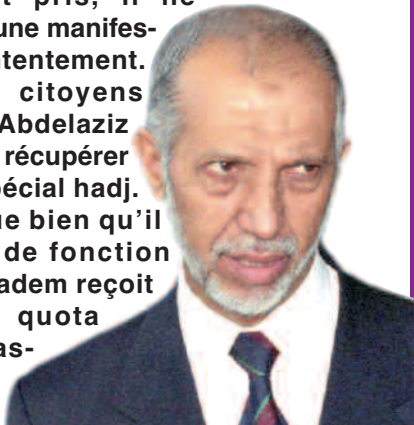 pris, il ne
une manifes-
ntentement.
citoyens
Abdelaziz
récupérer
pécial hadj.
ue bien qu'il
de fonction
adem reçoit
quota
as-